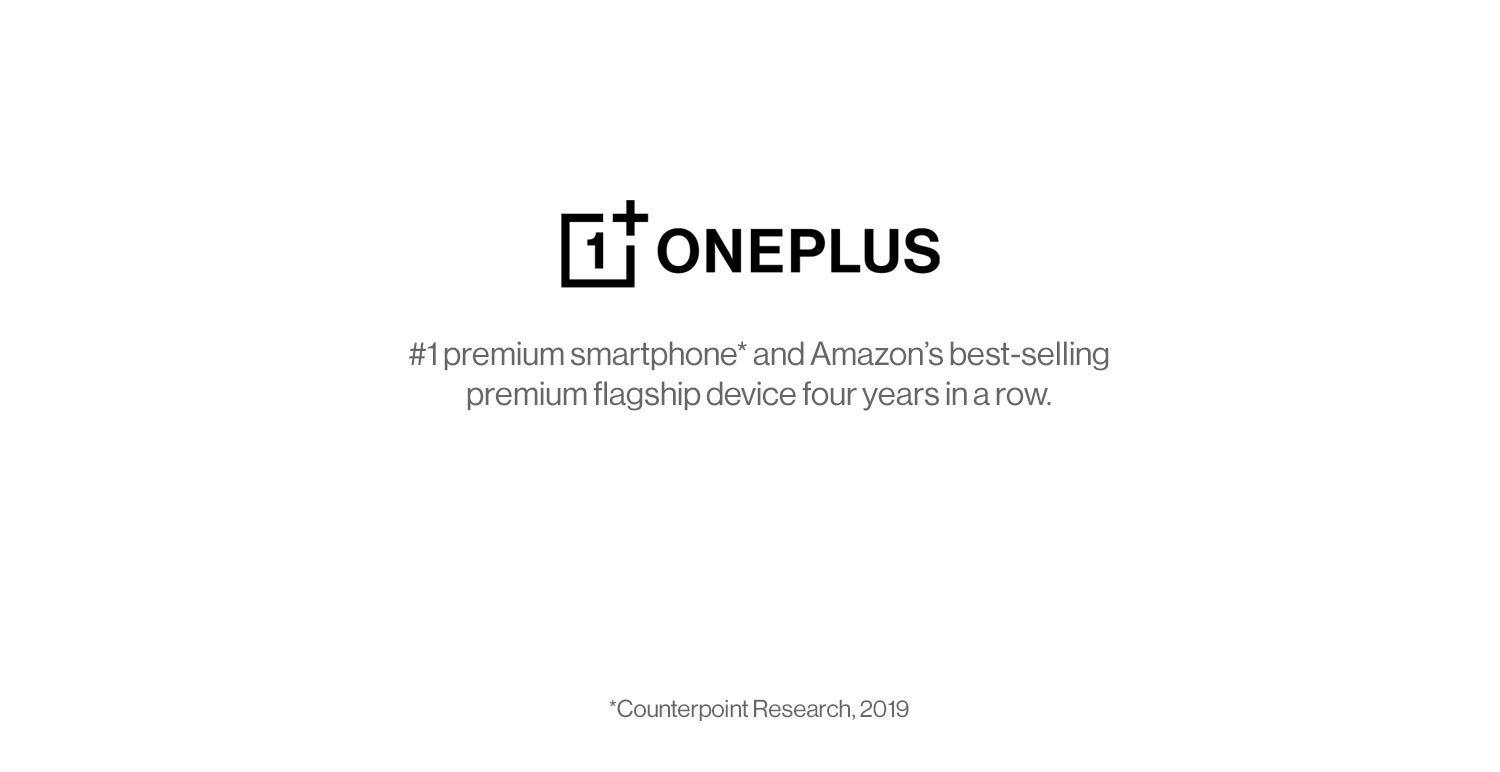 1+ ONEPLUS
#1 premium smartphone* and Amazon’s best-selling
premium flagship device four years in a row.
*Counterpoint Research, 2019